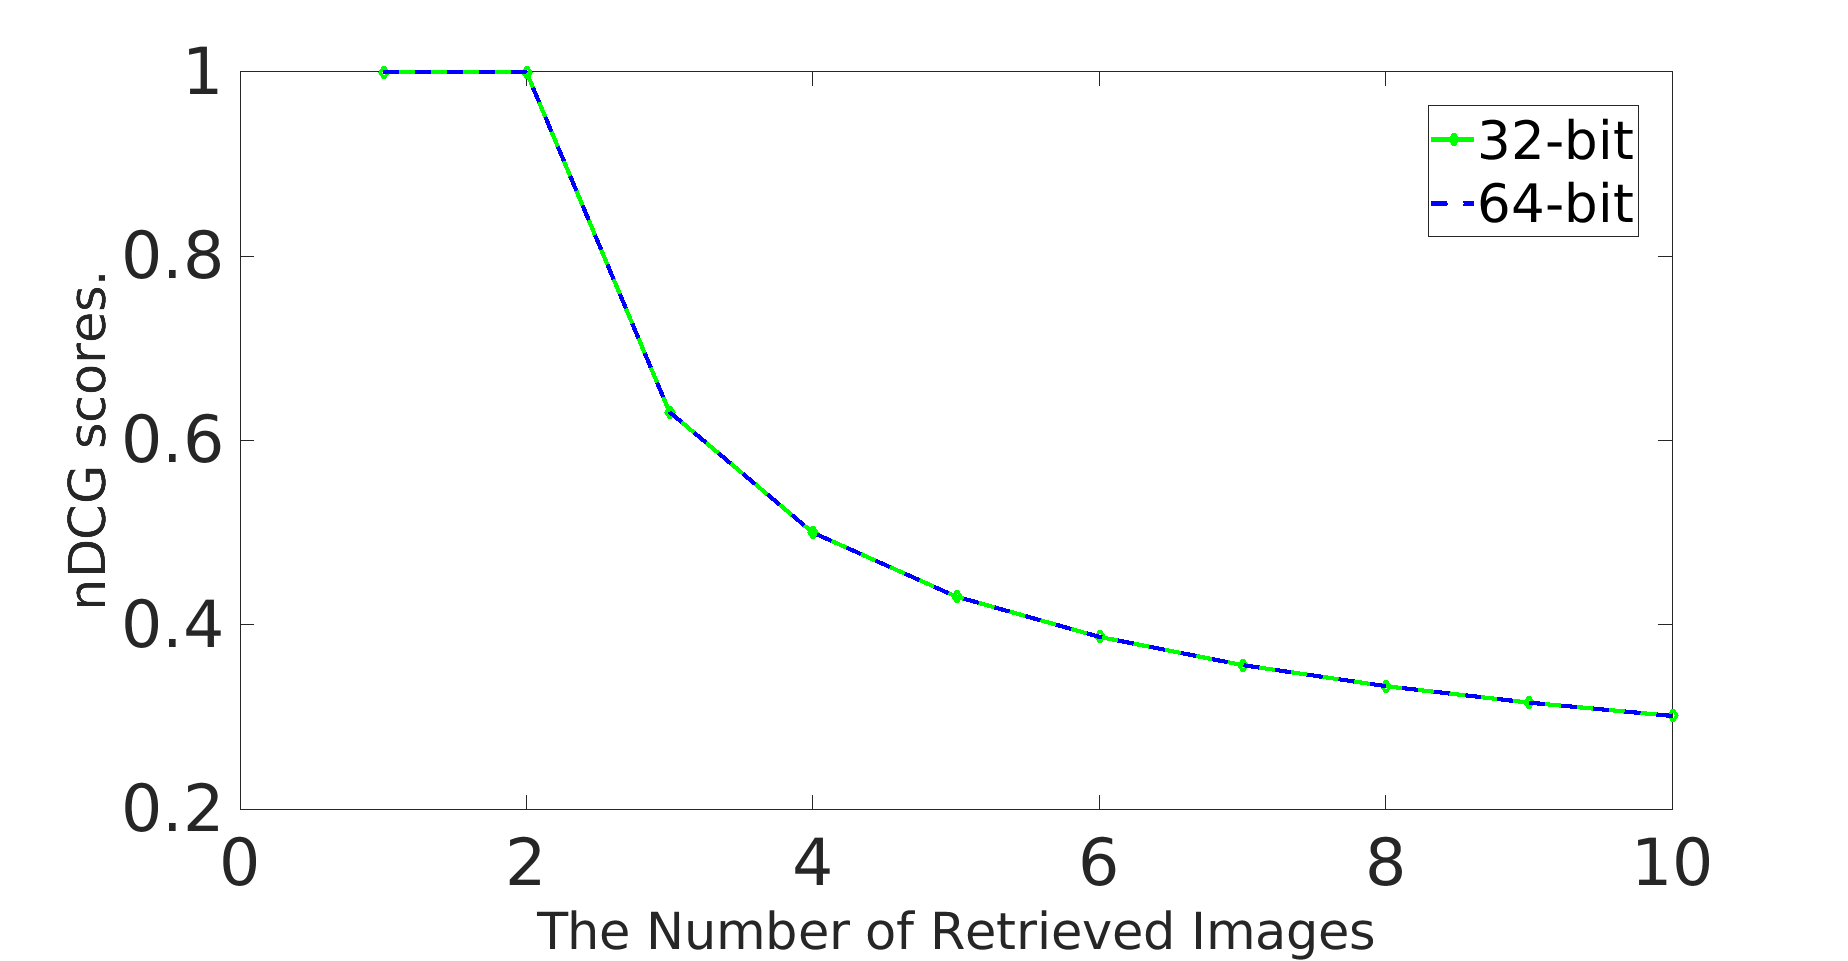 1
0.8
0.6
0.4
0.2
nDCG scores.
32-bit
64-bit
0 2 4 6 8 10
The Number of Retrieved Images